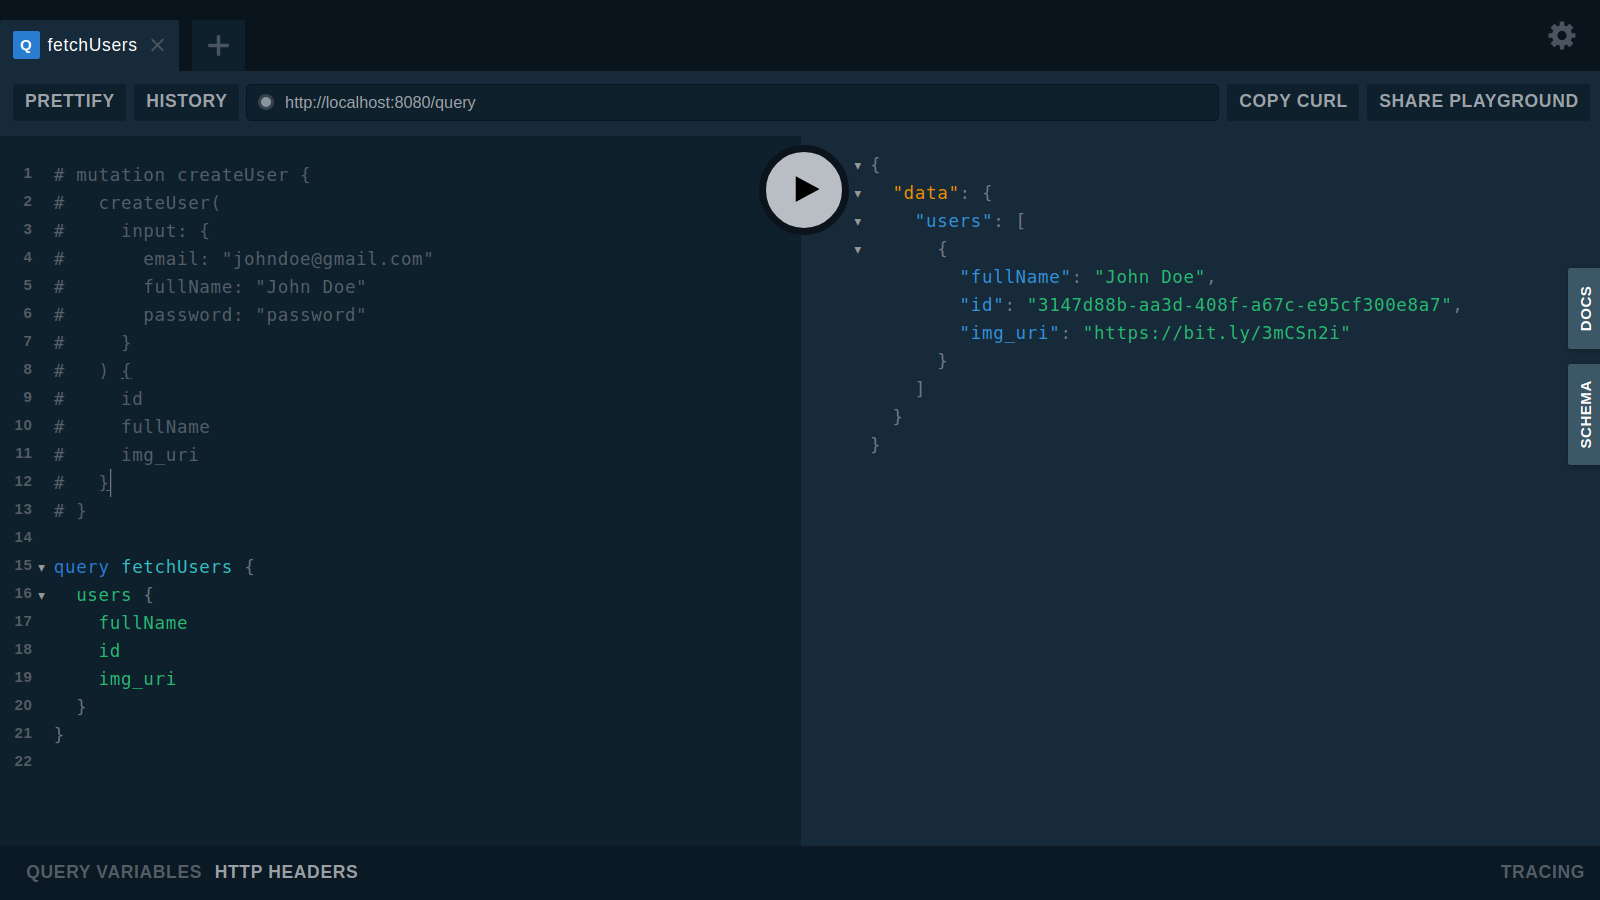 Q fetchUsers
PRETTIFY HISTORY http://localhost:8080/query COPY CURL SHARE PLAYGROUND
1 # mutation createUser {
2 #   createUser(
3 #     input: {
4 #       email: "johndoe@gmail.com"
5 #       fullName: "John Doe"
6 #       password: "password"
7 #     }
8 #   ) {
9 #     id
10 #     fullName
11 #     img_uri
12 #   }
13 # }
14
15 query fetchUsers {
16   users {
17     fullName
18     id
19     img_uri
20   }
21 }
22
{
  "data": {
    "users": [
      {
        "fullName": "John Doe",
        "id": "3147d88b-aa3d-408f-a67c-e95cf300e8a7",
        "img_uri": "https://bit.ly/3mCSn2i"
      }
    ]
  }
}
DOCS
SCHEMA
QUERY VARIABLES HTTP HEADERS TRACING